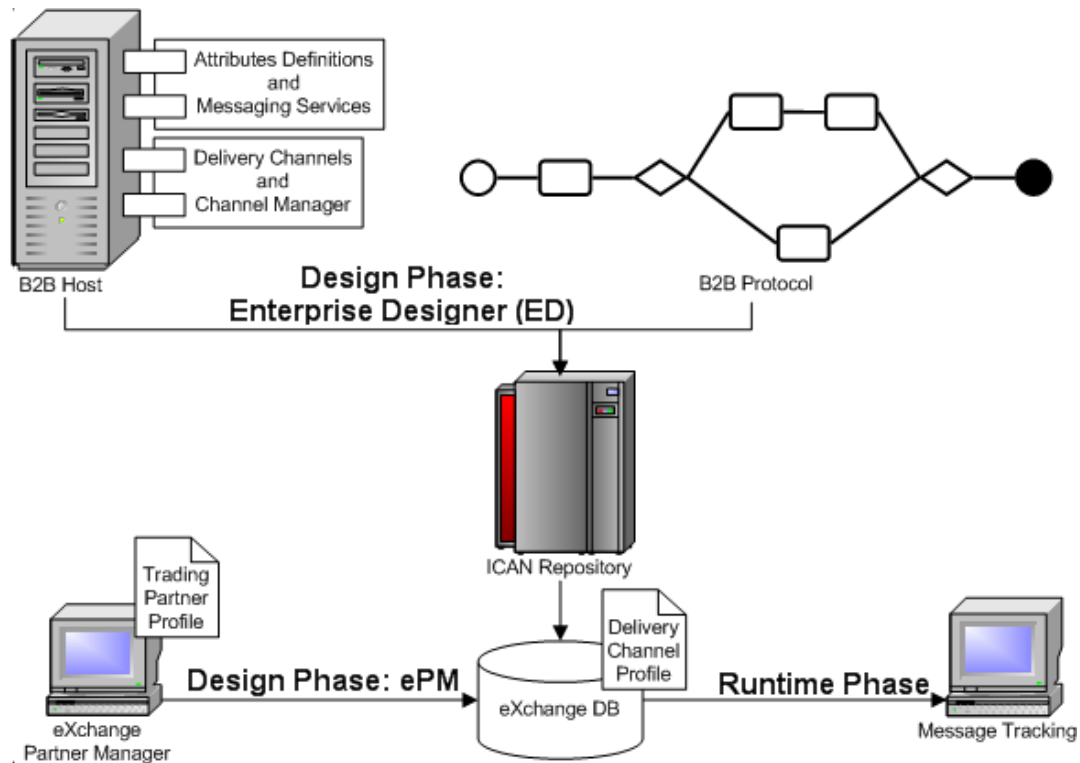 Attributes Definitions
and
Messaging Services
Delivery Channels
and
Channel Manager
B2B Host
B2B Protocol
Design Phase:
Enterprise Designer (ED)
ICAN Repository
Trading
Partner
Profile
Delivery
Channel
Profile
Design Phase: ePM
eXchange DB
Runtime Phase
eXchange
Partner Manager
Message Tracking